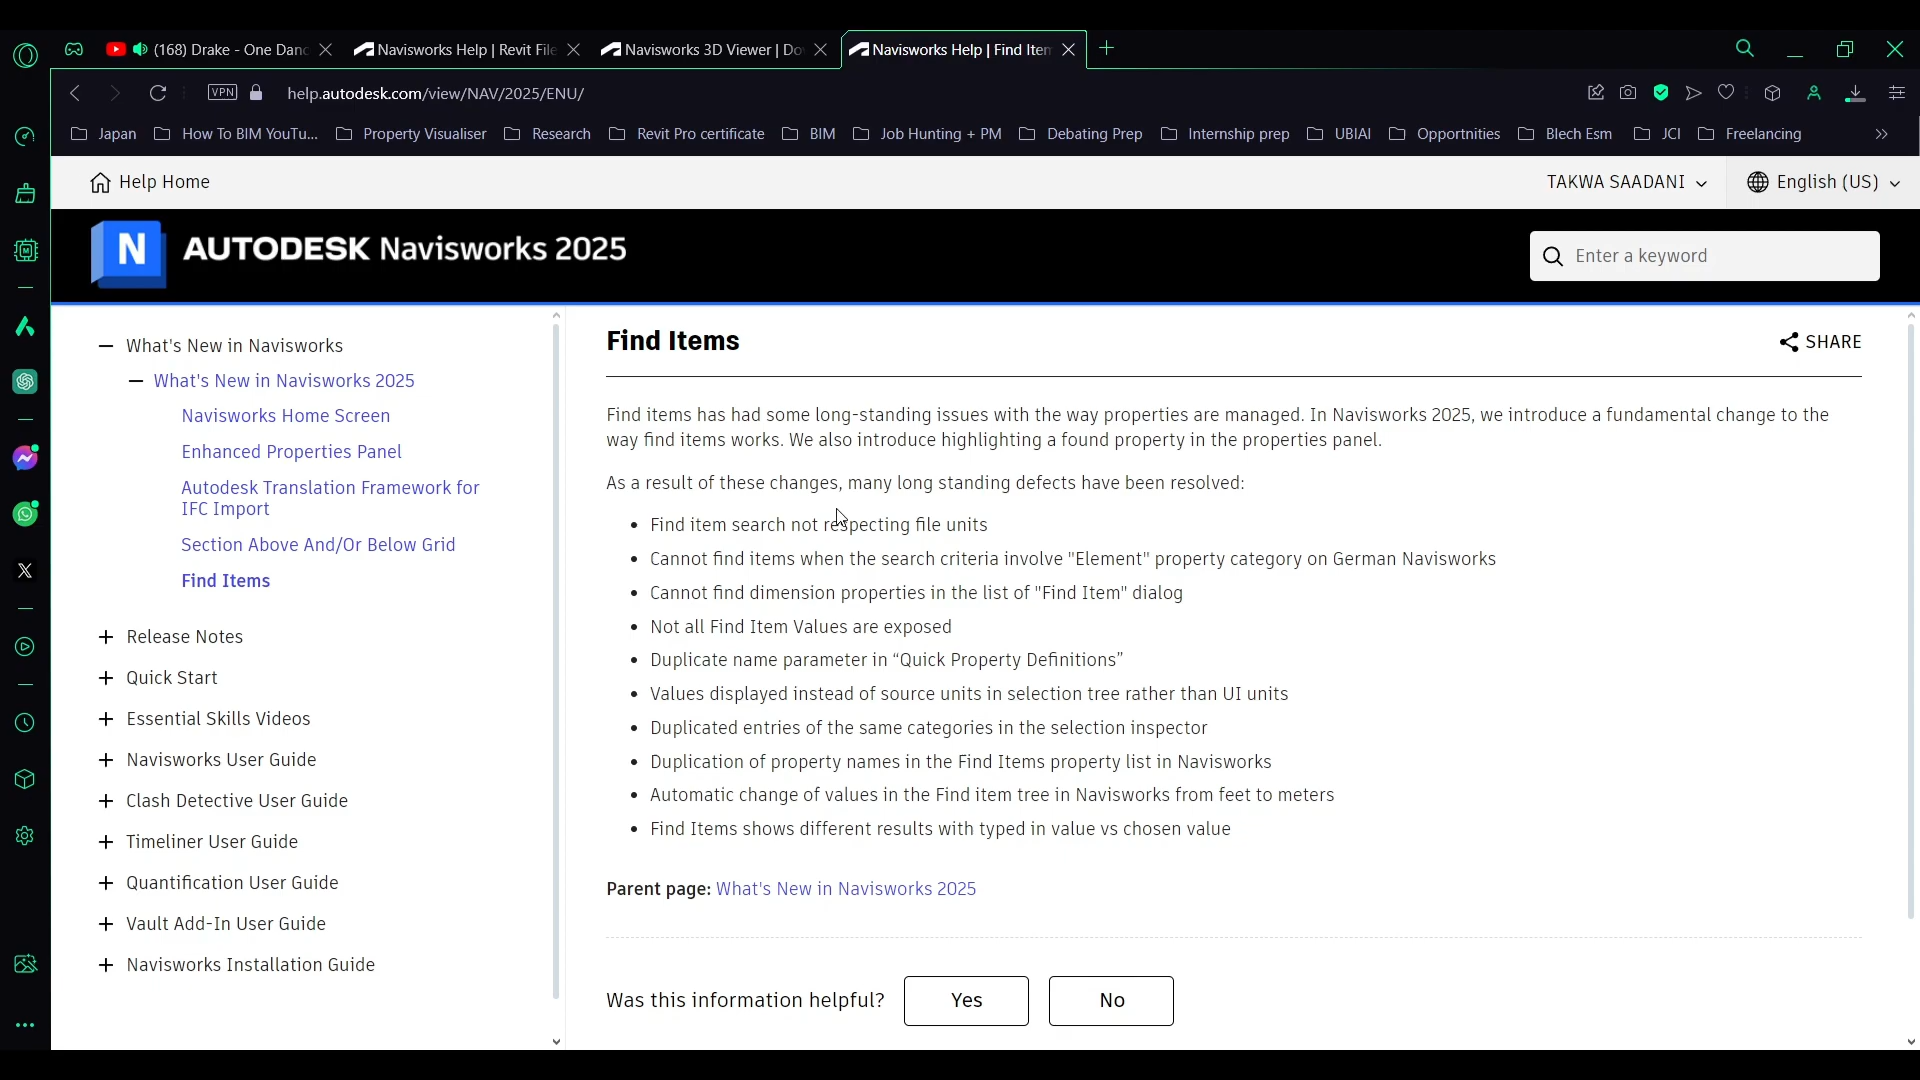 (168) Drake - One Danc
Navisworks Help | Revit File
Navisworks 3D Viewer | Do
Navisworks Help | Find Item
VPN
help.autodesk.com/view/NAV/2025/ENU/
Japan
How To BIM YouTu...
Property Visualiser
Research
Revit Pro certificate
BIM
Job Hunting + PM
Debating Prep
Internship prep
UBIAI
Opportnities
Blech Esm
JCI
Freelancing
Help Home
TAKWA SAADANI
English (US)
N
AUTODESK Navisworks 2025
Enter a keyword
What's New in Navisworks
What's New in Navisworks 2025
Navisworks Home Screen
Enhanced Properties Panel
Autodesk Translation Framework for
IFC Import
Section Above And/Or Below Grid
Find Items
Release Notes
Quick Start
Essential Skills Videos
Navisworks User Guide
Clash Detective User Guide
Timeliner User Guide
Quantification User Guide
Vault Add-In User Guide
Navisworks Installation Guide
Find Items
SHARE
Find items has had some long-standing issues with the way properties are managed. In Navisworks 2025, we introduce a fundamental change to the
way find items works. We also introduce highlighting a found property in the properties panel.
As a result of these changes, many long standing defects have been resolved:
• Find item search not respecting file units
• Cannot find items when the search criteria involve "Element" property category on German Navisworks
• Cannot find dimension properties in the list of "Find Item" dialog
• Not all Find Item Values are exposed
• Duplicate name parameter in “Quick Property Definitions”
• Values displayed instead of source units in selection tree rather than UI units
• Duplicated entries of the same categories in the selection inspector
• Duplication of property names in the Find Items property list in Navisworks
• Automatic change of values in the Find item tree in Navisworks from feet to meters
• Find Items shows different results with typed in value vs chosen value
Parent page: What's New in Navisworks 2025
Was this information helpful?
Yes
No